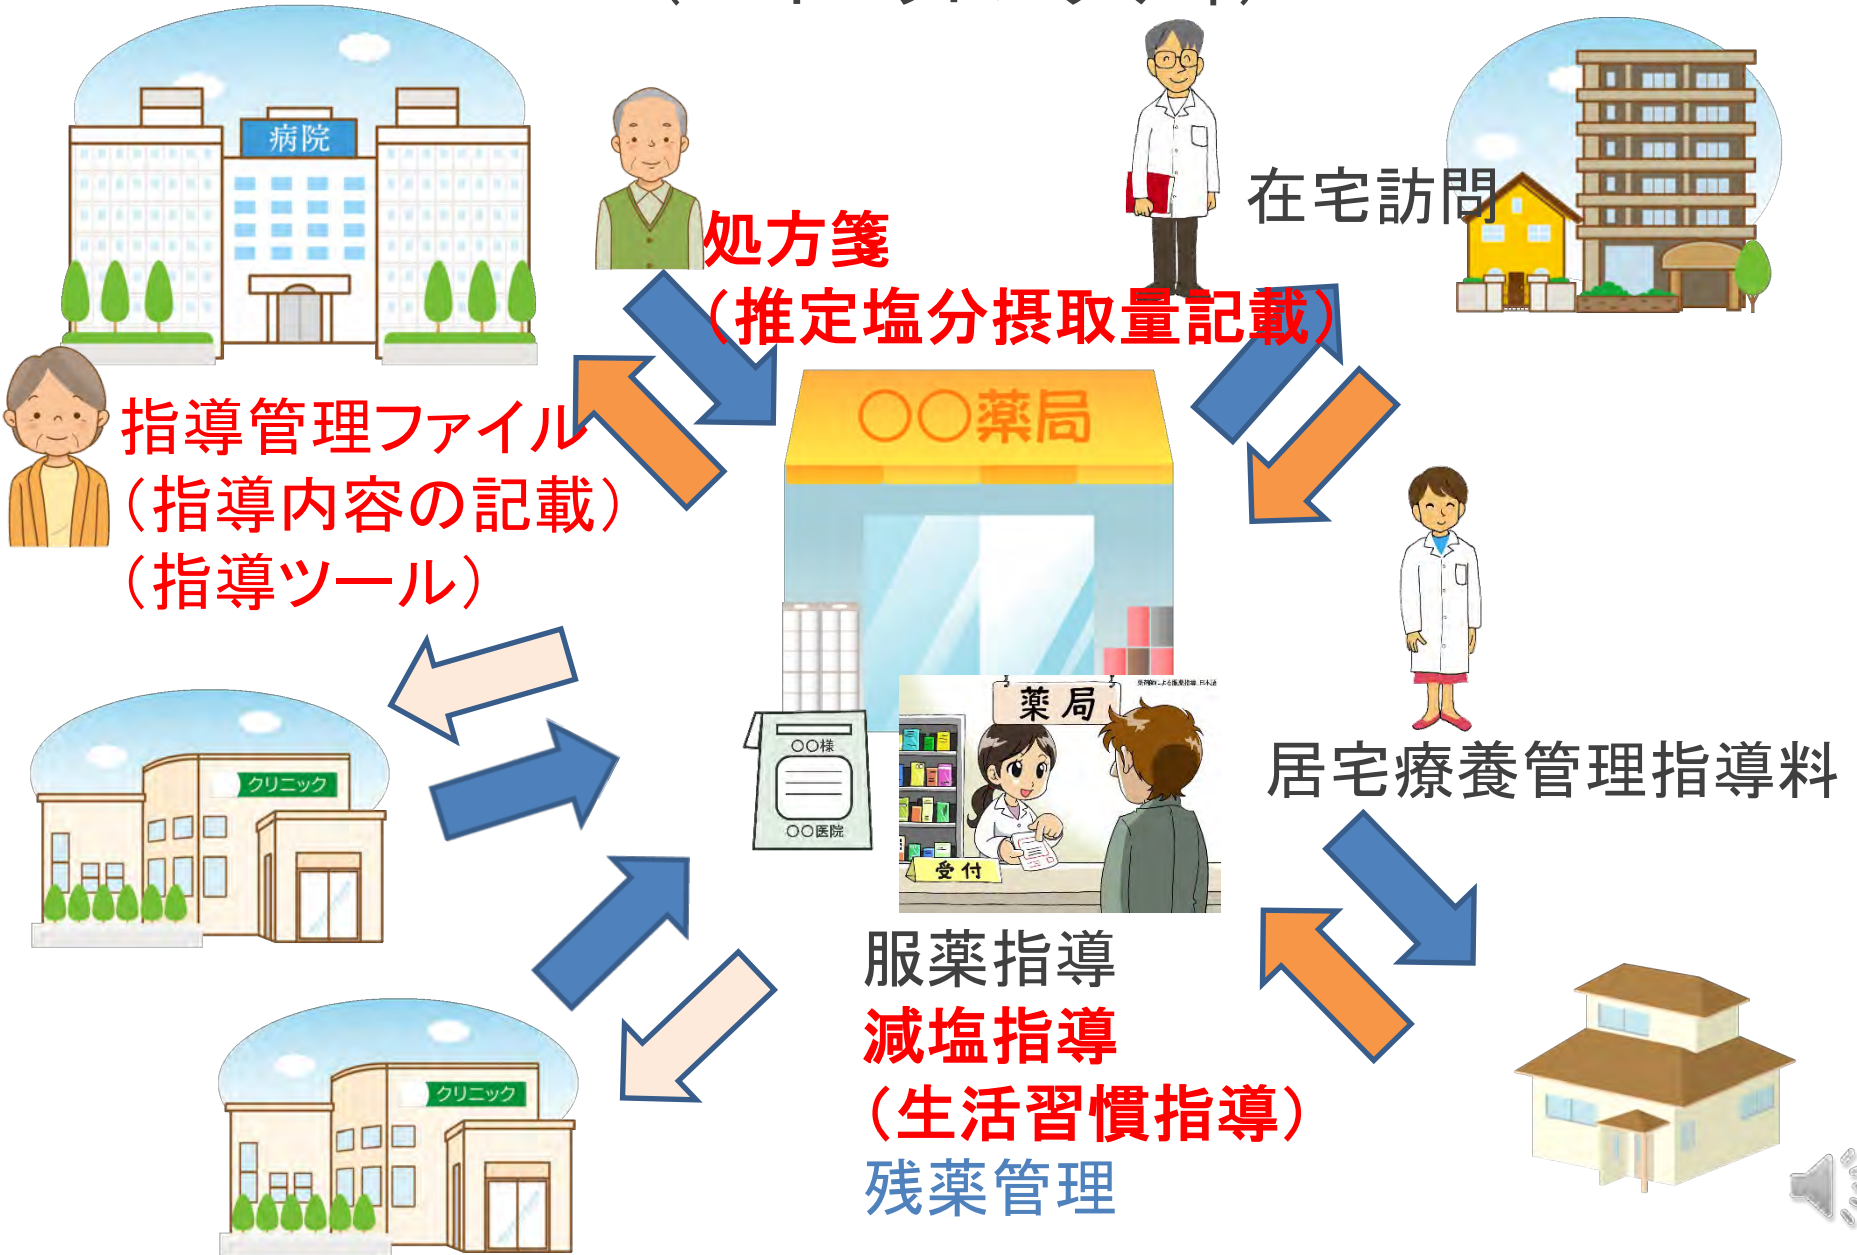 病院
処方箋
（推定塩分摂取量記載）
在宅訪問
指導管理ファイル
（指導内容の記載）
（指導ツール）
〇〇薬局
薬局
〇〇様
〇〇医院
受付
クリニック
居宅療養管理指導料
服薬指導
減塩指導
（生活習慣指導）
残薬管理
クリニック